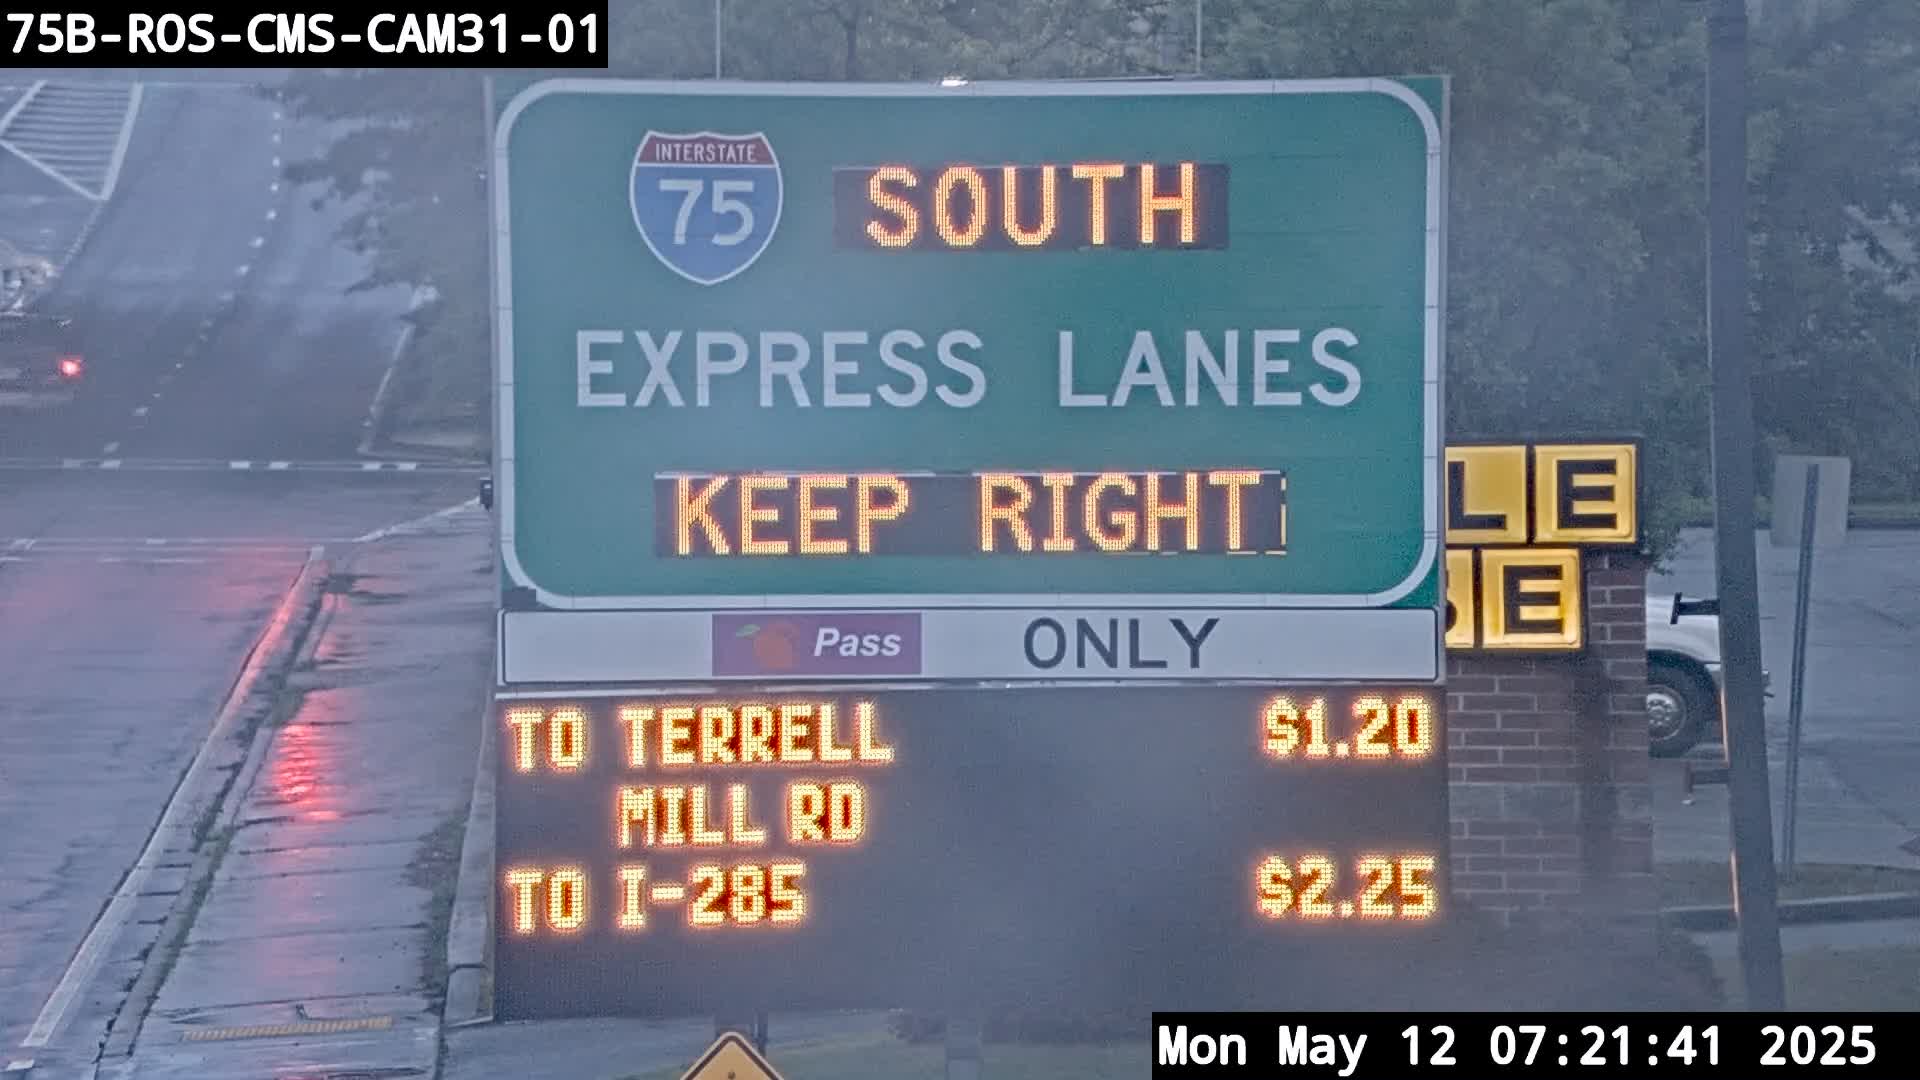 75B-ROS-CMS-CAM31-01
INTERSTATE
75
SOUTH
EXPRESS LANES
KEEP RIGHT
Pass ONLY
TO TERRELL $1.20
MILL RD
TO I-285 $2.25
LE
E
Mon May 12 07:21:41 2025